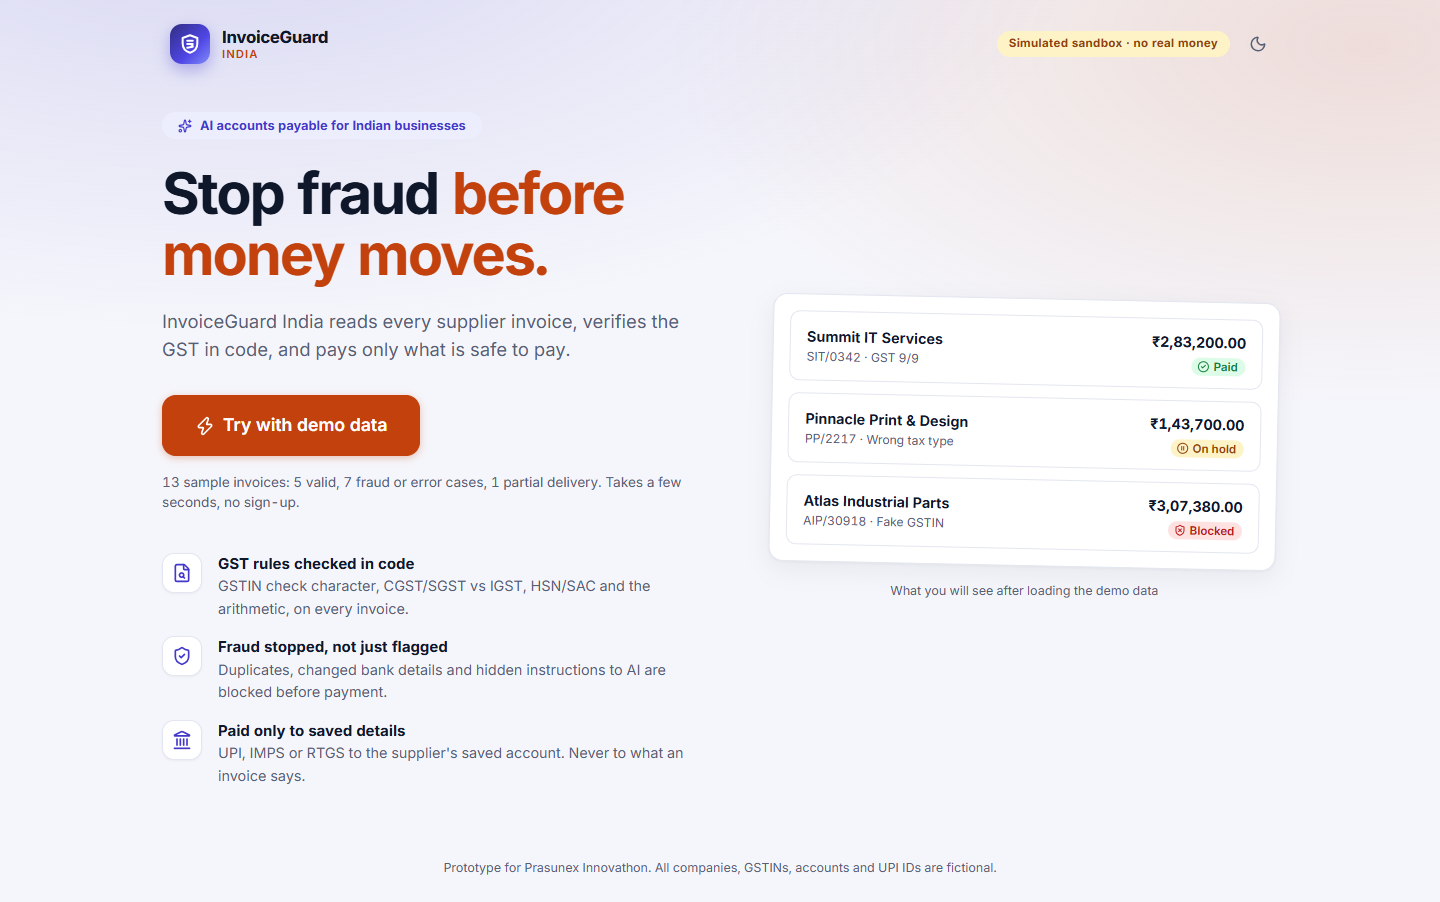 InvoiceGuard
INDIA
Simulated sandbox · no real money
AI accounts payable for Indian businesses
Stop fraud before
money moves.
InvoiceGuard India reads every supplier invoice, verifies the
GST in code, and pays only what is safe to pay.
Try with demo data
13 sample invoices: 5 valid, 7 fraud or error cases, 1 partial delivery. Takes a few
seconds, no sign-up.
GST rules checked in code
GSTIN check character, CGST/SGST vs IGST, HSN/SAC and the
arithmetic, on every invoice.
Fraud stopped, not just flagged
Duplicates, changed bank details and hidden instructions to AI are
blocked before payment.
Paid only to saved details
UPI, IMPS or RTGS to the supplier's saved account. Never to what an
invoice says.
Summit IT Services
₹2,83,200.00
SIT/0342 · GST 9/9
Paid
Pinnacle Print & Design
₹1,43,700.00
PP/2217 · Wrong tax type
On hold
Atlas Industrial Parts
₹3,07,380.00
AIP/30918 · Fake GSTIN
Blocked
What you will see after loading the demo data
Prototype for Prasunex Innovathon. All companies, GSTINs, accounts and UPI IDs are fictional.